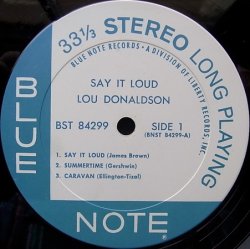 33⅓ STEREO LONG PLAYING
BLUE NOTE RECORDS • A DIVISION OF LIBERTY RECORDS, INC.
SAY IT LOUD
LOU DONALDSON
BST 84299
SIDE 1
(BNST 84299-A)
1. SAY IT LOUD (James Brown)
2. SUMMERTIME (Gershwin)
3. CARAVAN (Ellington-Tizol)
BLUE
NOTE
®